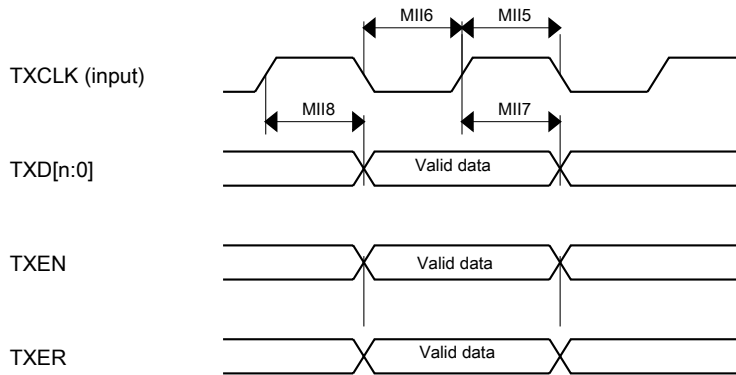 MII6 MII5
TXCLK (input)
MII8 MII7
TXD[n:0] Valid data
TXEN Valid data
TXER Valid data